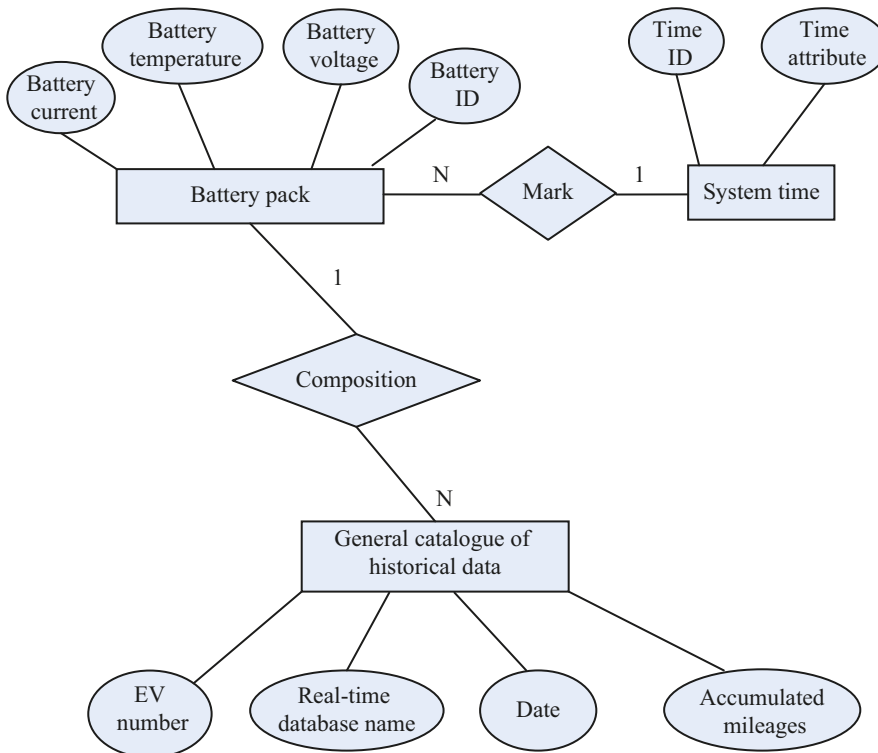 Battery
temperature
Battery
voltage
Time
ID
Time
attribute
Battery
current
Battery
ID
Battery pack
N
Mark
1
System time
1
Composition
N
General catalogue of
historical data
EV
number
Real-time
database name
Date
Accumulated
mileages